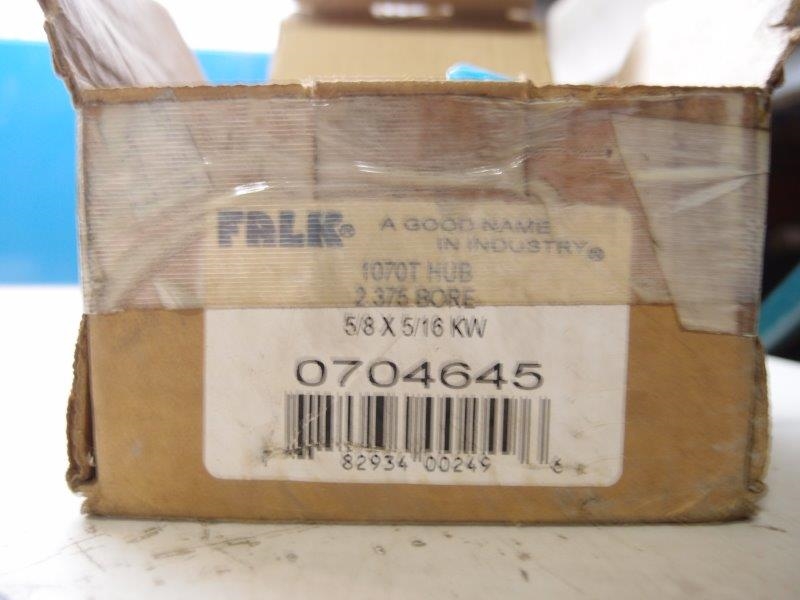 FALK® A GOOD NAME
IN INDUSTRY®
1070T HUB
2.375 BORE
5/8 X 5/16 KW
0704645
82934 00249 6